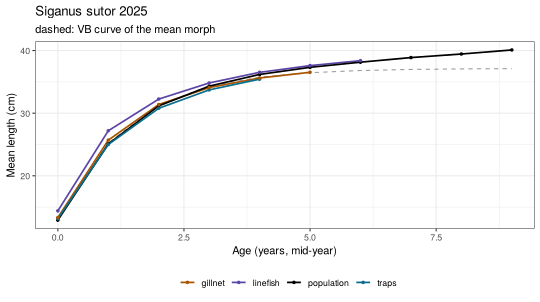 Siganus sutor 2025
dashed: VB curve of the mean morph
Mean length (cm)
40
30
20
0.0 2.5 5.0 7.5
Age (years, mid-year)
gillnet linefish population traps